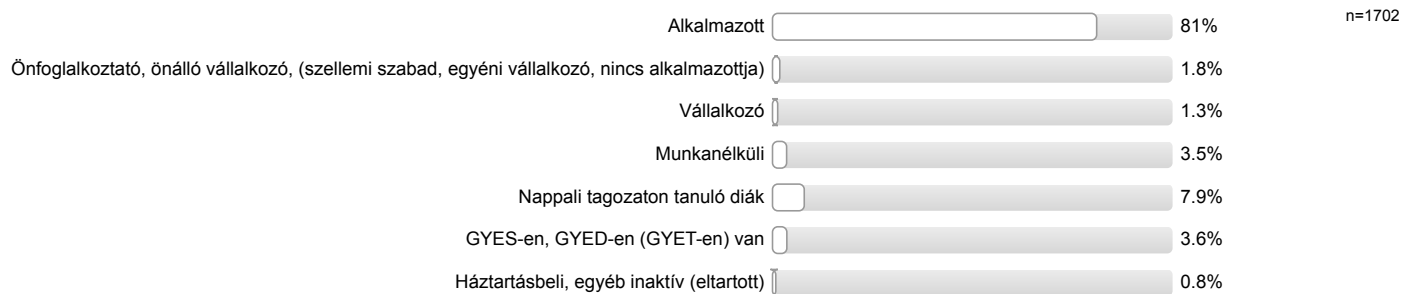 Alkalmazott 81% n=1702
Önfoglalkoztató, önálló vállalkozó, (szellemi szabad, egyéni vállalkozó, nincs alkalmazottja) 1.8%
Vállalkozó 1.3%
Munkanélküli 3.5%
Nappali tagozaton tanuló diák 7.9%
GYES-en, GYED-en (GYET-en) van 3.6%
Háztartásbeli, egyéb inaktív (eltartott) 0.8%